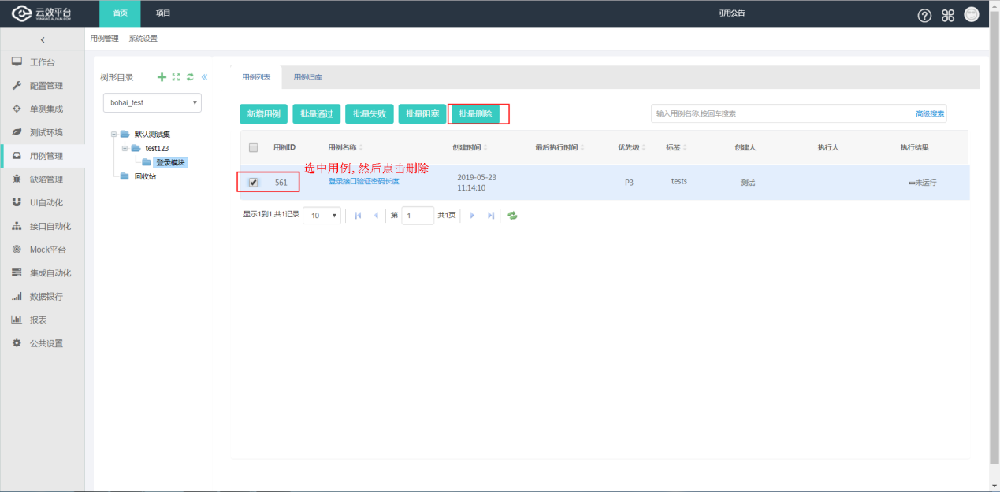 云效平台 首页 项目 可用公告
YUNXIAO.ALIYUN.COM
用例管理 系统设置
工作台
配置管理
单测集成
测试环境
用例管理
缺陷管理
UI自动化
接口自动化
Mock平台
集成自动化
数据银行
报表
公共设置
树形目录
bohai_test
默认测试集
test123
登录模块
回收站
用例列表 用例归库
新增用例 批量通过 批量失败 批量阻塞 批量删除 输入用例名称,按回车搜索 高级搜索
用例ID 用例名称 创建时间 最后执行时间 优先级 标签 创建人 执行人 执行结果
选中用例, 然后点击删除
561 登录接口验证密码长度 2019-05-23 P3 tests 测试 未运行
11:14:10
显示1到1,共1记录 10 第 1 共1页